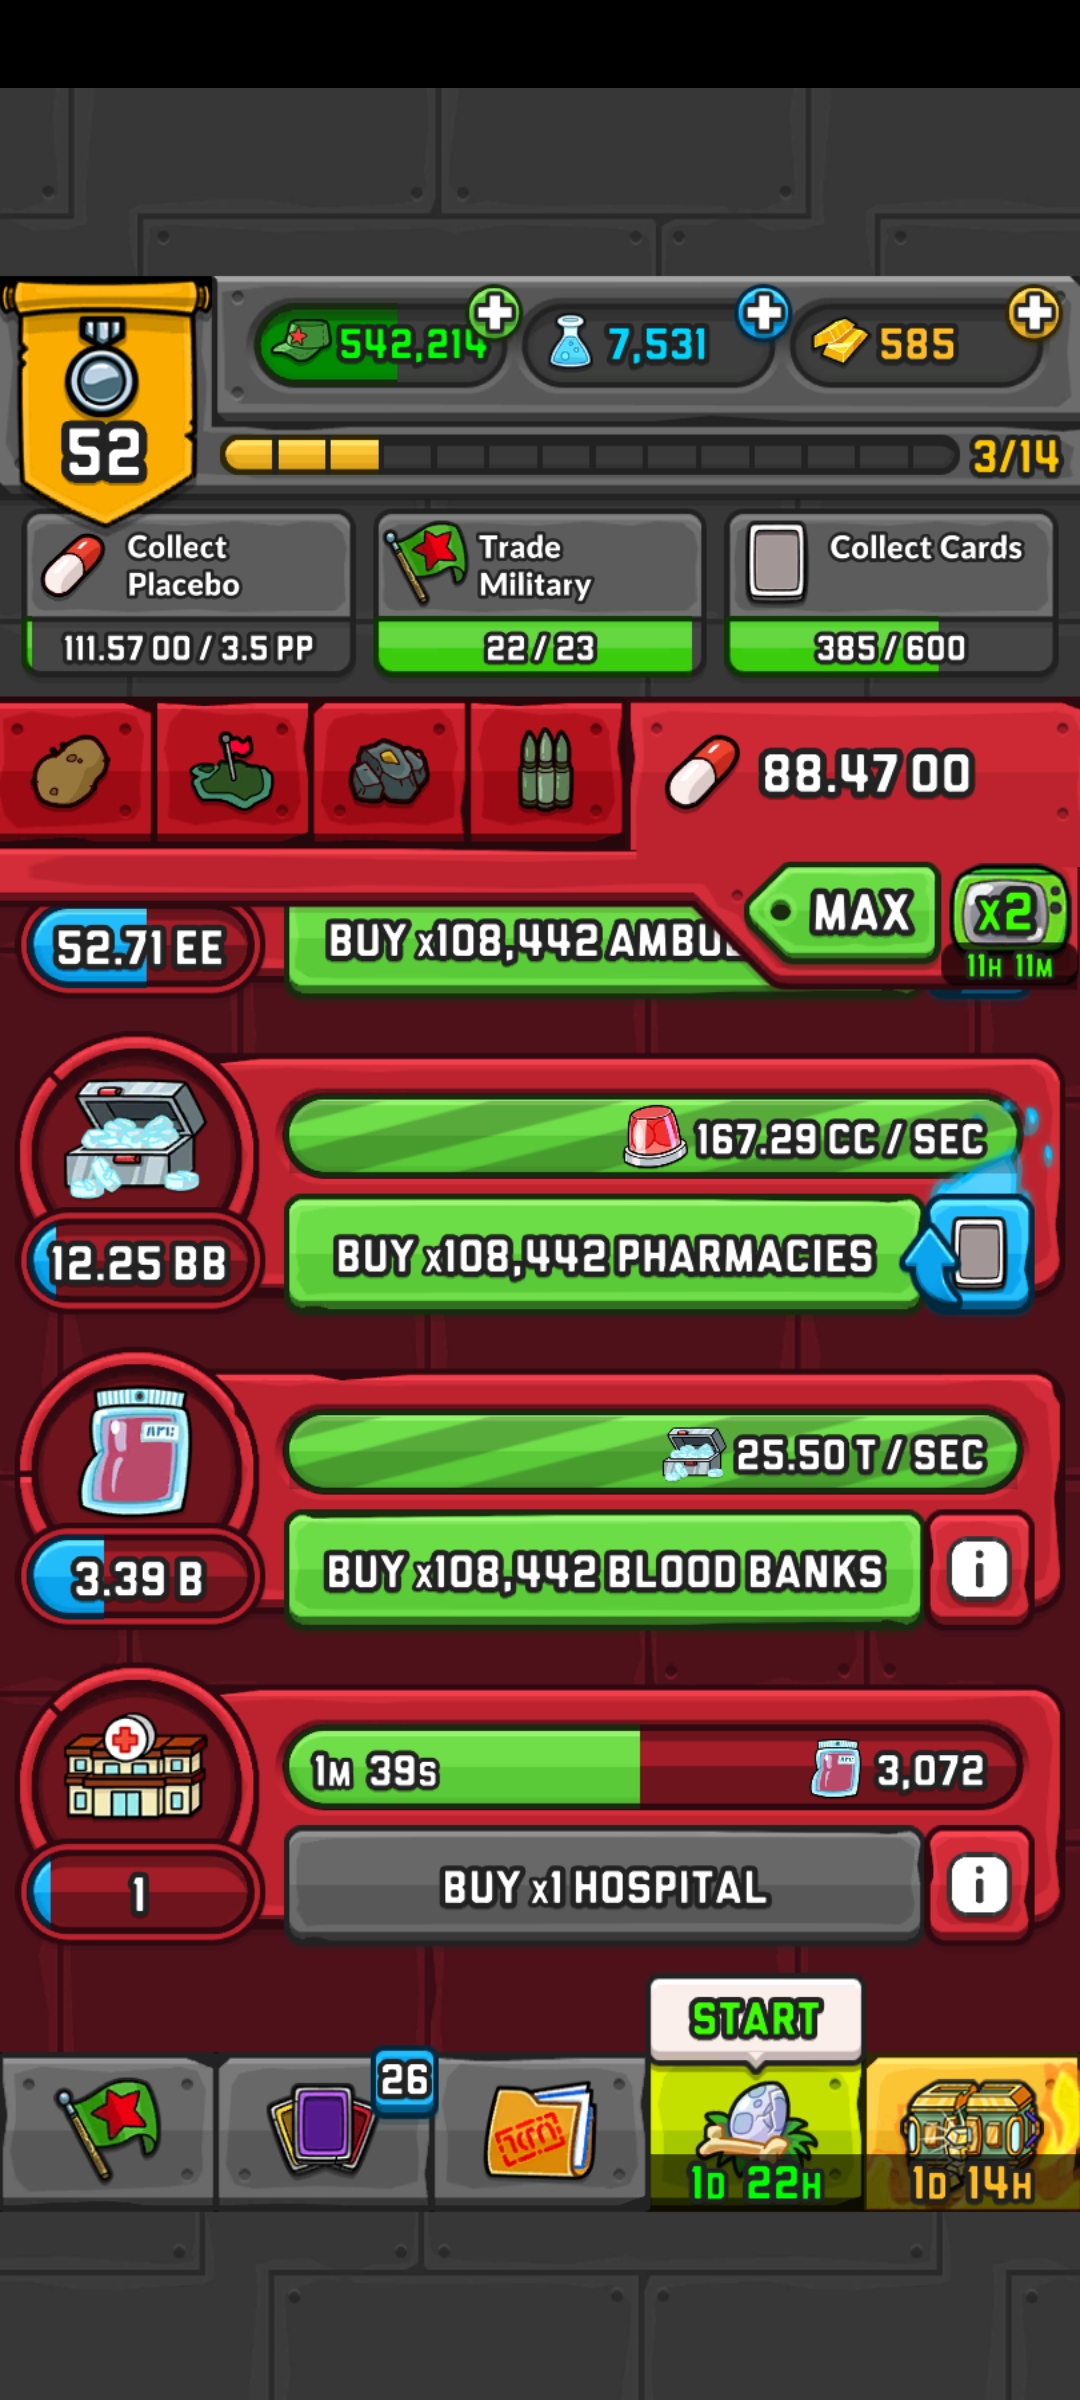 542,214
7,531
585
52
3/14
Collect
Placebo
111.57 OO / 3.5 PP
Trade
Military
22 / 23
Collect Cards
385 / 600
88.47 OO
MAX
x2
11H 11M
52.71 EE
BUY x108,442
167.29 CC / SEC
12.25 BB
BUY x108,442 PHARMACIES
25.50 T / SEC
3.39 B
BUY x108,442 BLOOD BANKS
i
1M 39S
3,072
1
BUY x1 HOSPITAL
i
START
26
1D 22H
1D 14H